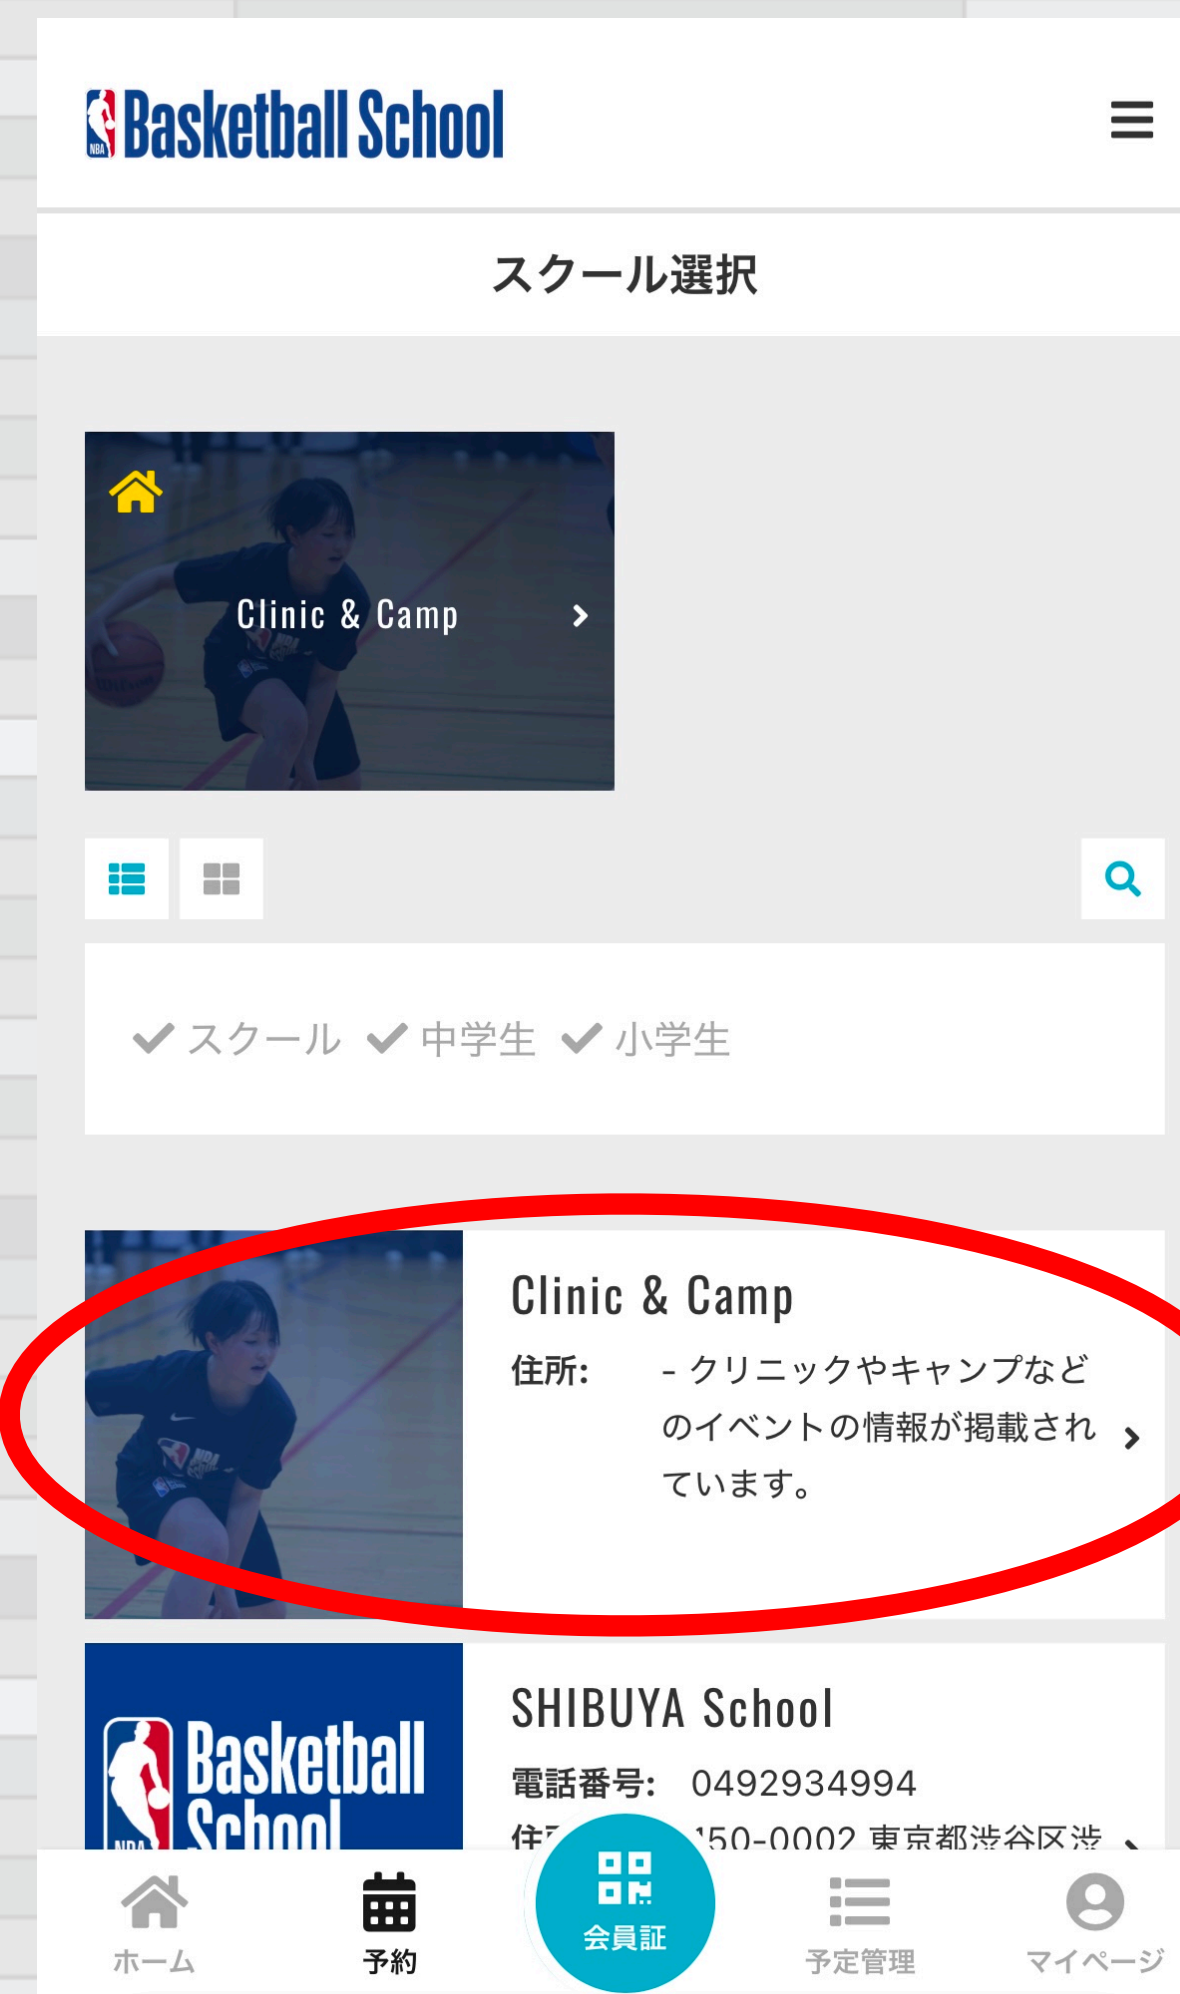 NBA Basketball School
スクール選択
Clinic & Camp
スクール 中学生 小学生
Clinic & Camp
住所: - クリニックやキャンプなど
のイベントの情報が掲載され
ています。
SHIBUYA School
Basketball
School
NBA
電話番号: 0492934994
150-0002 東京都渋谷区渋
ホーム
予約
会員証
予定管理
マイページ